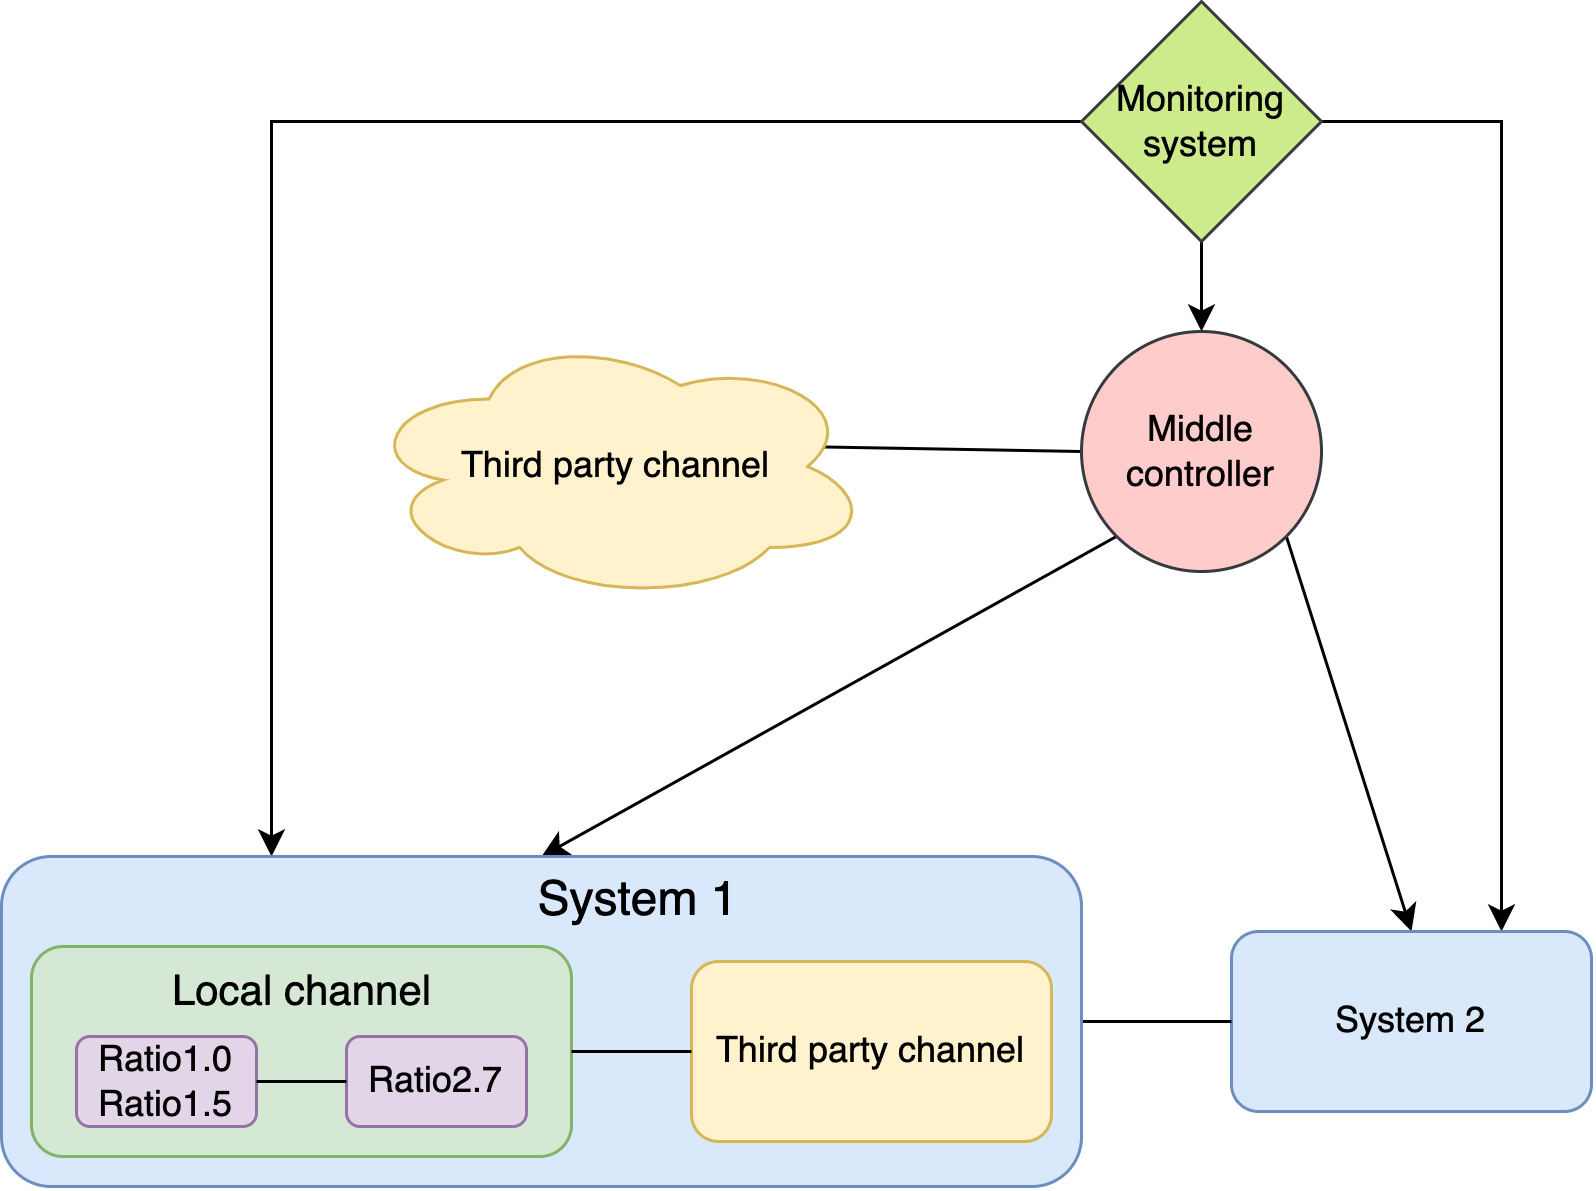 Monitoring
system
Middle
controller
Third party channel
System 1
Local channel
Ratio1.0
Ratio1.5
Ratio2.7
Third party channel
System 2